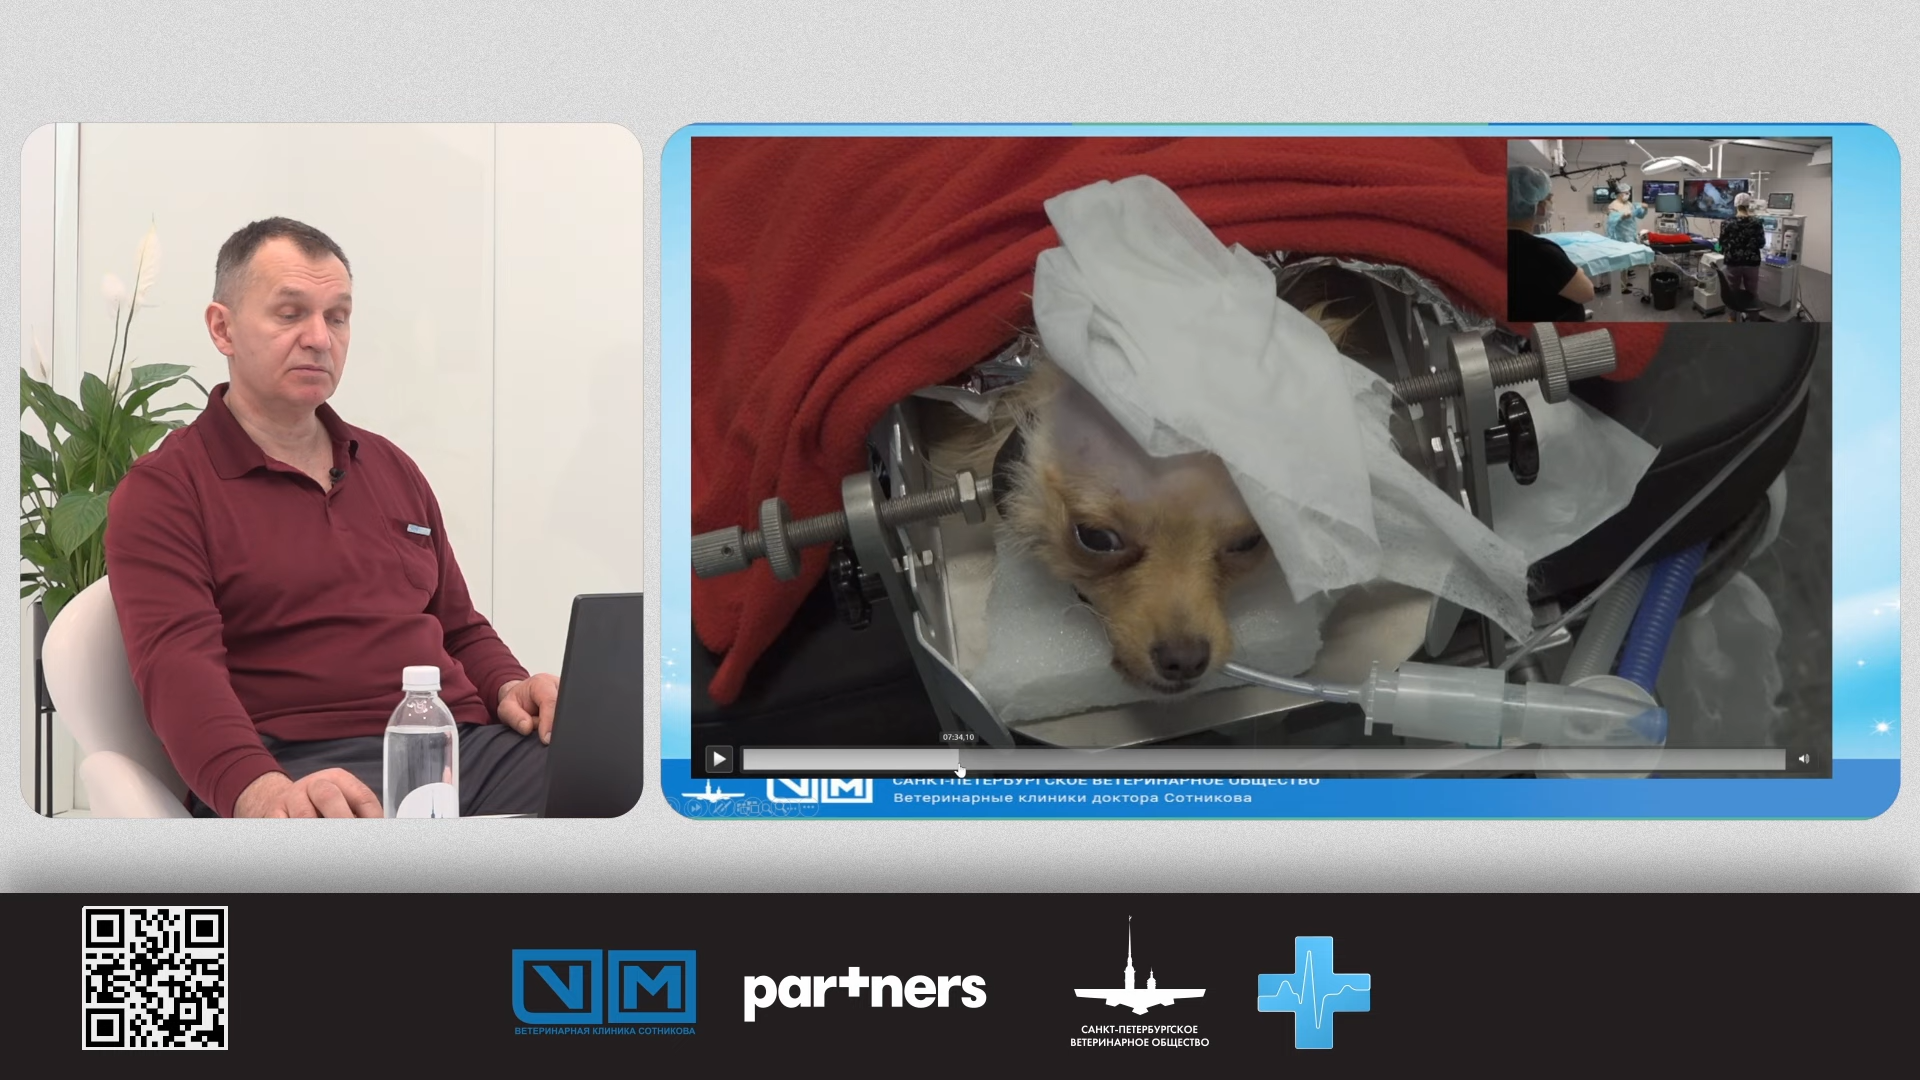 07:34,10
VM
САНКТ-ПЕТЕРБУРГСКОЕ ВЕТЕРИНАРНОЕ ОБЩЕСТВО
Ветеринарные клиники доктора Сотникова
VM
ВЕТЕРИНАРНАЯ КЛИНИКА СОТНИКОВА
partners
САНКТ-ПЕТЕРБУРГСКОЕ
ВЕТЕРИНАРНОЕ ОБЩЕСТВО